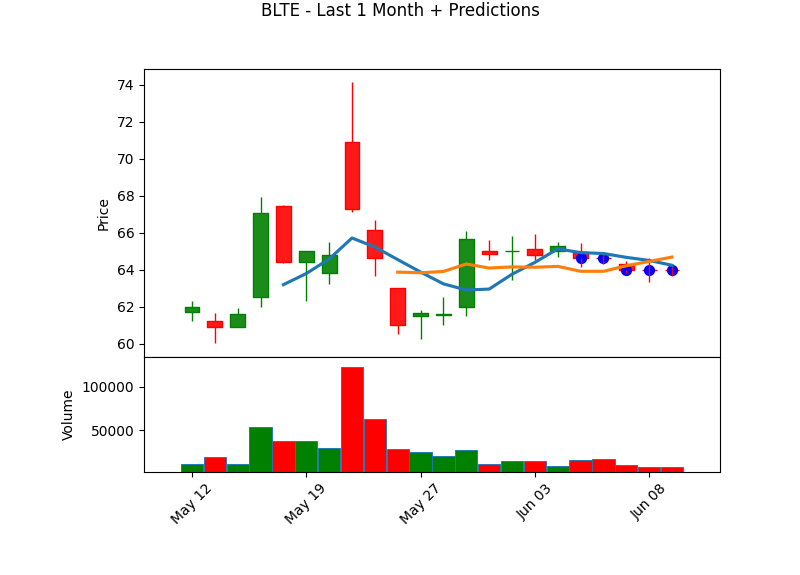 BLTE - Last 1 Month + Predictions
74
72
70
68
66
64
62
60
Price
100000
50000
Volume
May 12
May 19
May 27
Jun 03
Jun 08